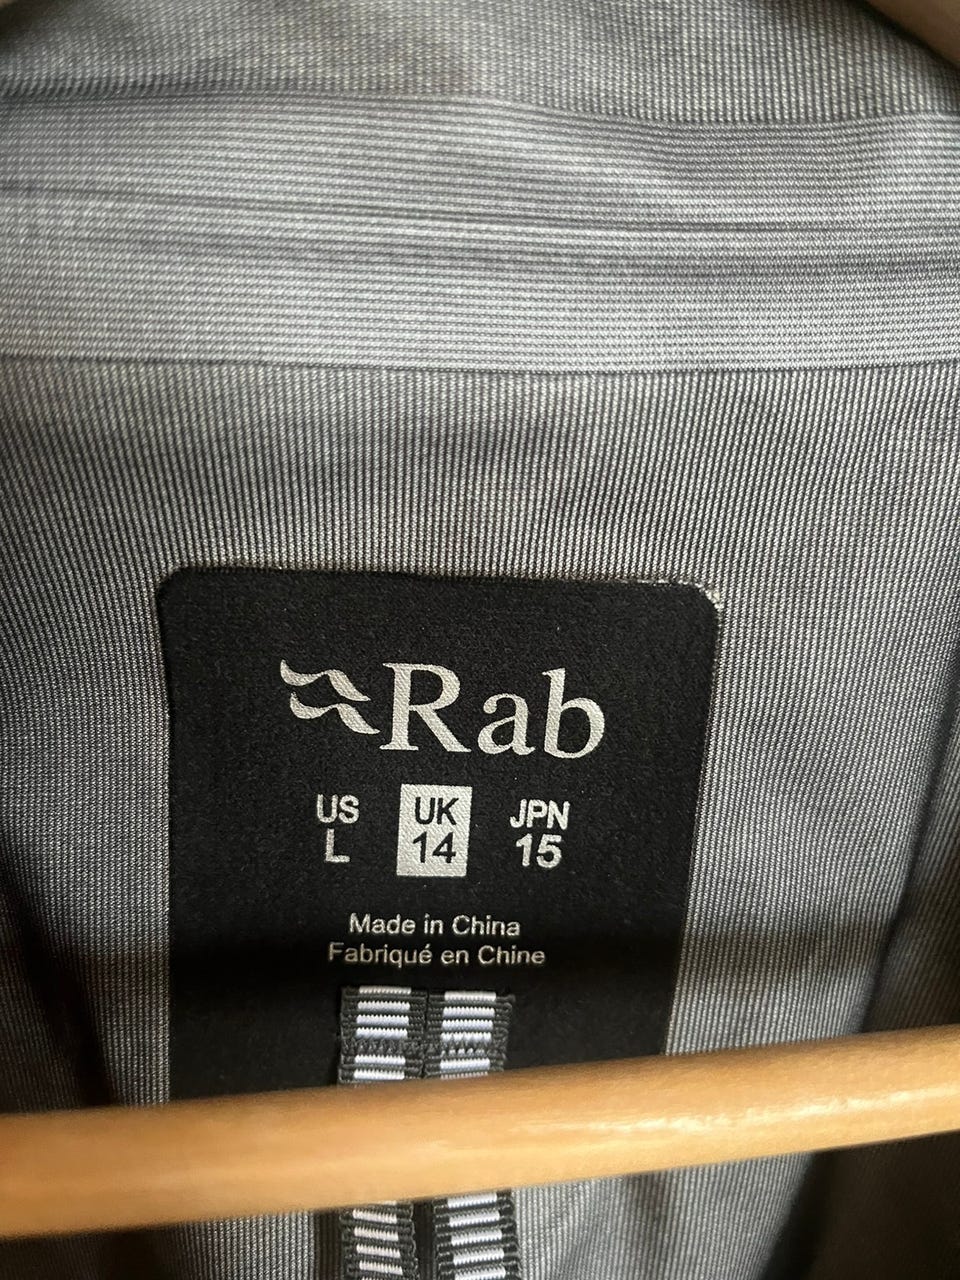 Rab
US UK JPN
L 14 15
Made in China
Fabriqué en Chine